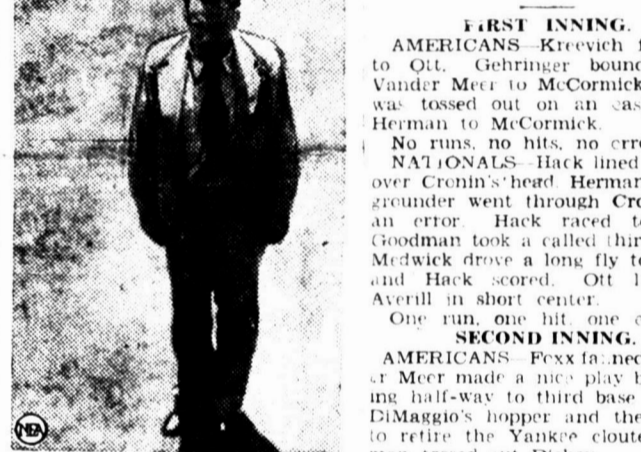 FIRST INNING.
AMERICANS—Kreevich f
to Ott. Gehringer bounc
Vander Meer to McCormick
was tossed out on an eas
Herman to McCormick.
No runs, no hits, no erro
NATIONALS—Hack lined
over Cronin's head. Herman
grounder went through Cro
an error. Hack raced to
Goodman took a called thir
Medwick drove a long fly to
and Hack scored. Ott l
Averill in short center.
One run, one hit, one e
SECOND INNING.
AMERICANS—Foxx fanned
er Meer made a nice play b
ing half-way to third base
DiMaggio's hopper and the
to retire the Yankee cloute
out
NEA